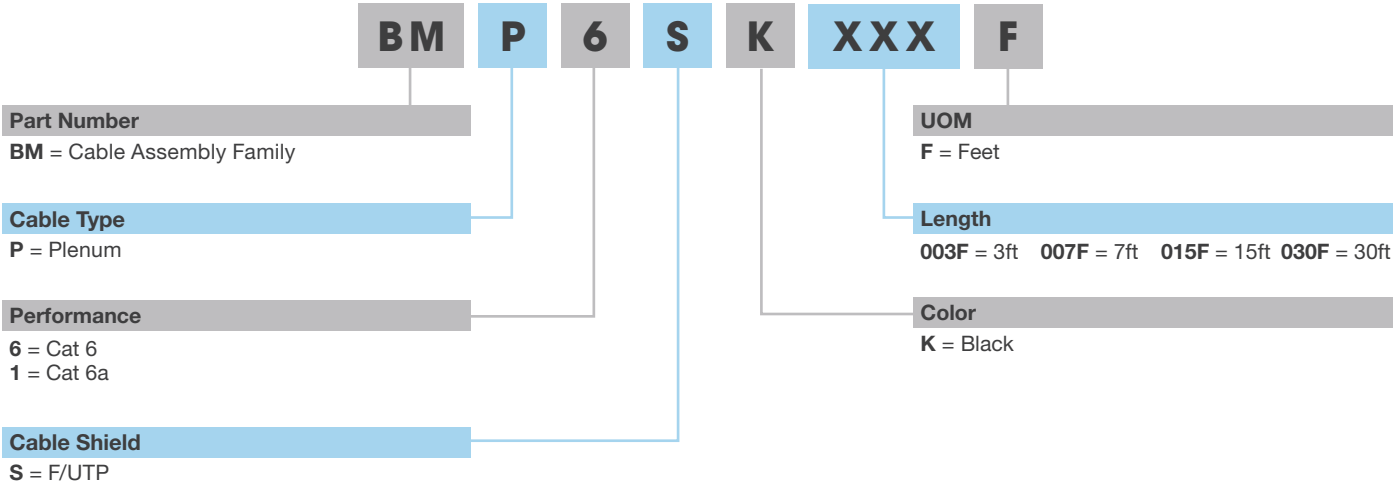 BM P 6 S K XXX F
Part Number
BM = Cable Assembly Family
Cable Type
P = Plenum
Performance
6 = Cat 6
1 = Cat 6a
Cable Shield
S = F/UTP
UOM
F = Feet
Length
003F = 3ft 007F = 7ft 015F = 15ft 030F = 30ft
Color
K = Black